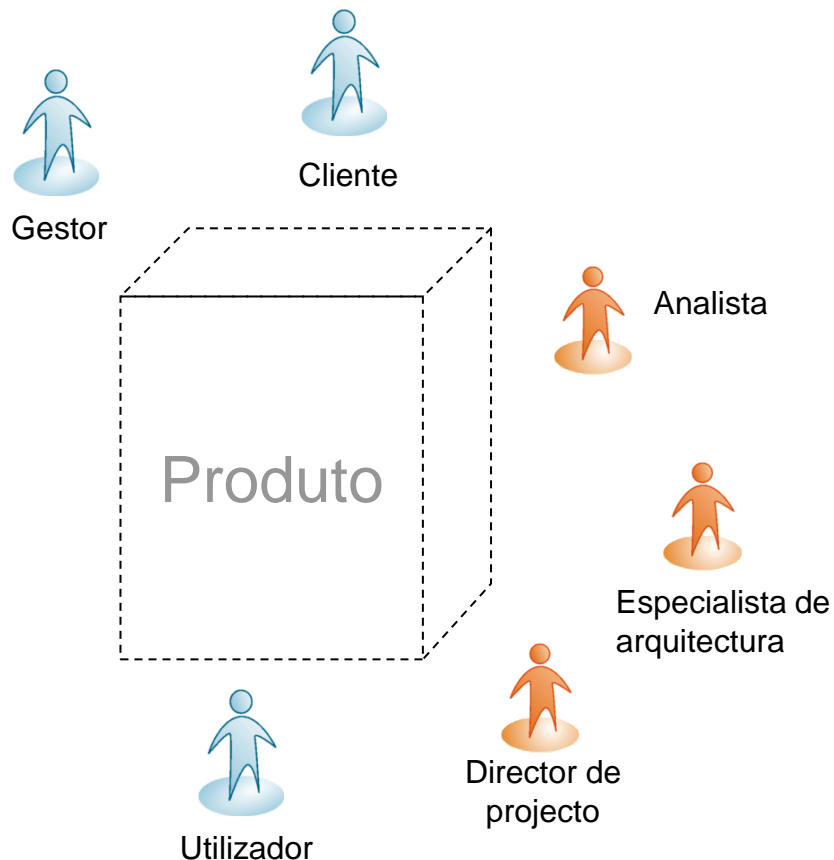 Cliente
Gestor
Analista
Produto
Especialista de
arquitectura
Director de
projecto
Utilizador